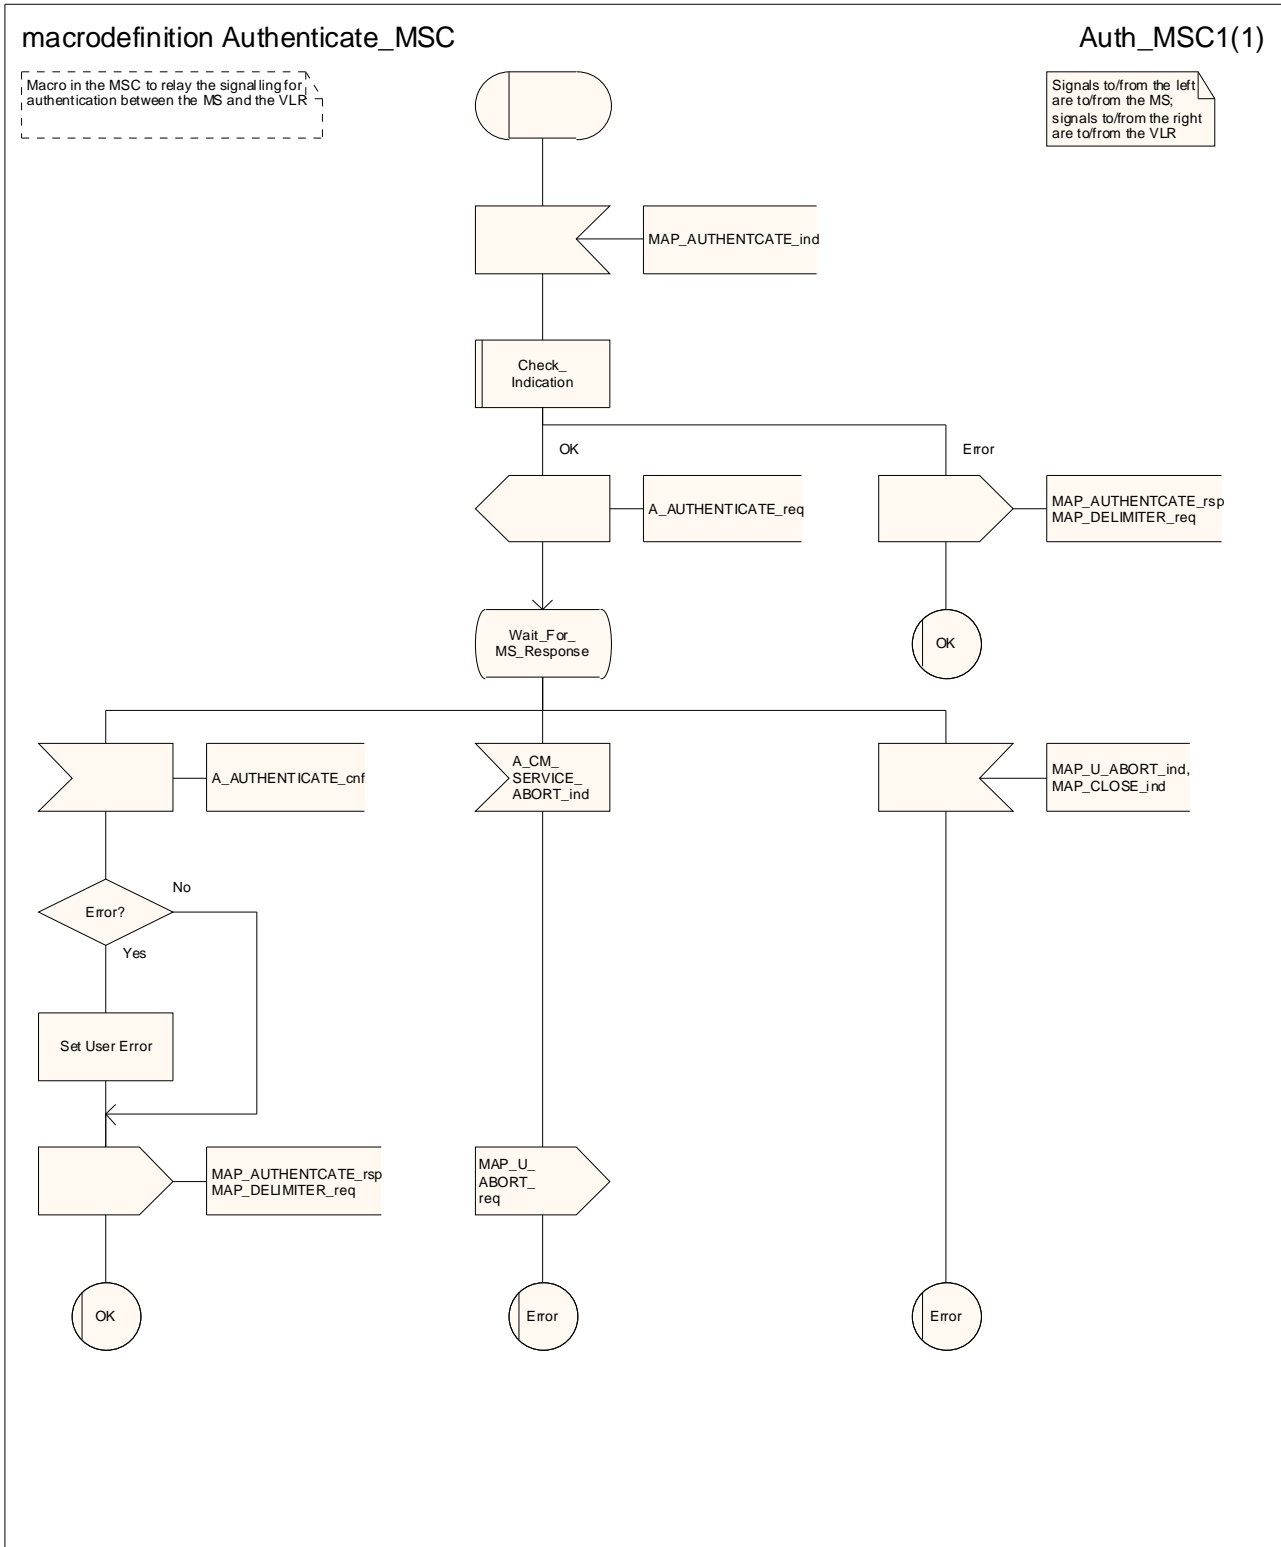 macrodefinition Authenticate_MSC
Auth_MSC1(1)
Macro in the MSC to relay the signalling for
authentication between the MS and the VLR
Signals to/from the left
are to/from the MS;
signals to/from the right
are to/from the VLR
MAP_AUTHENTCATE_ind
Check_
Indication
OK
Error
A_AUTHENTICATE_req
MAP_AUTHENTCATE_rsp
MAP_DELIMITER_req
Wait_For_
MS_Response
OK
A_AUTHENTICATE_cnf
A_CM_
SERVICE_
ABORT_ind
MAP_U_ABORT_ind,
MAP_CLOSE_ind
No
Error?
Yes
Set User Error
MAP_AUTHENTCATE_rsp
MAP_DELIMITER_req
MAP_U_
ABORT_
req
OK
Error
Error